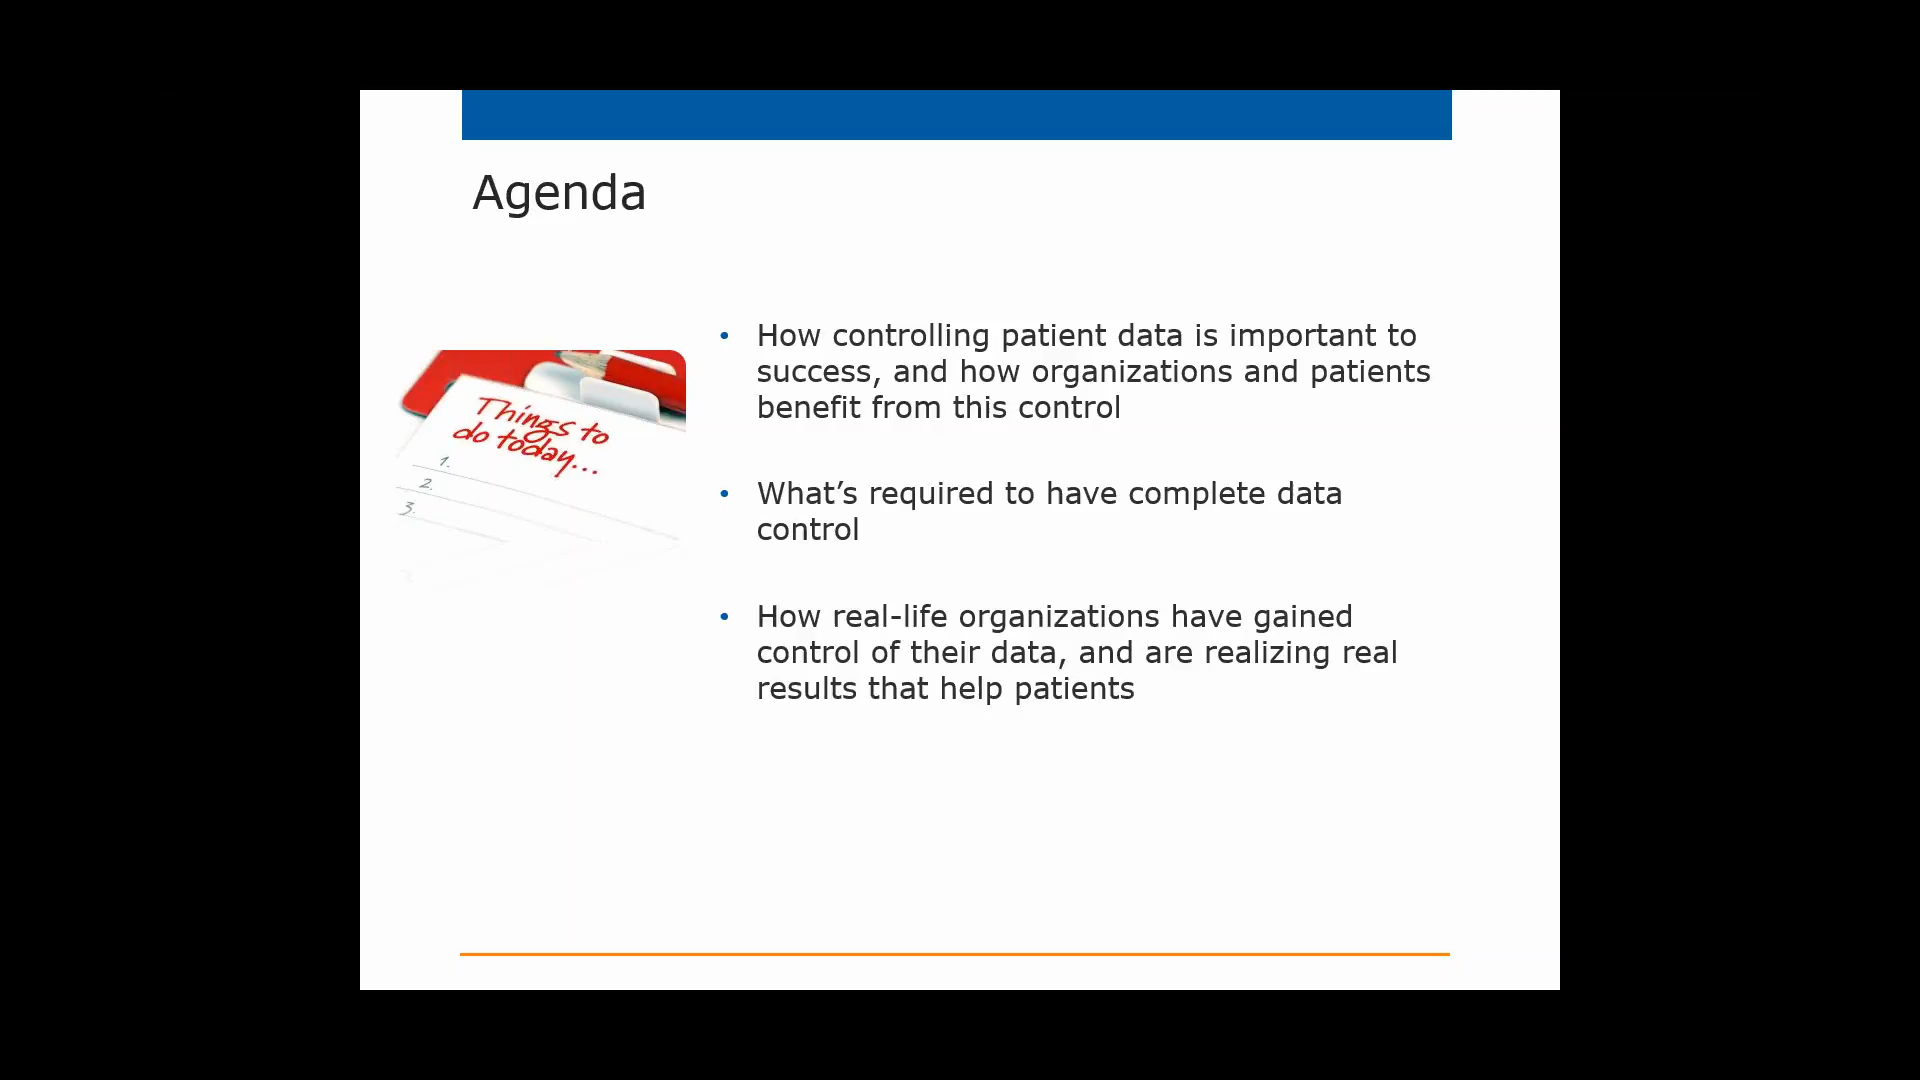 Agenda
Things to
do today...
1.
2.
3.
• How controlling patient data is important to
success, and how organizations and patients
benefit from this control
• What’s required to have complete data
control
• How real-life organizations have gained
control of their data, and are realizing real
results that help patients